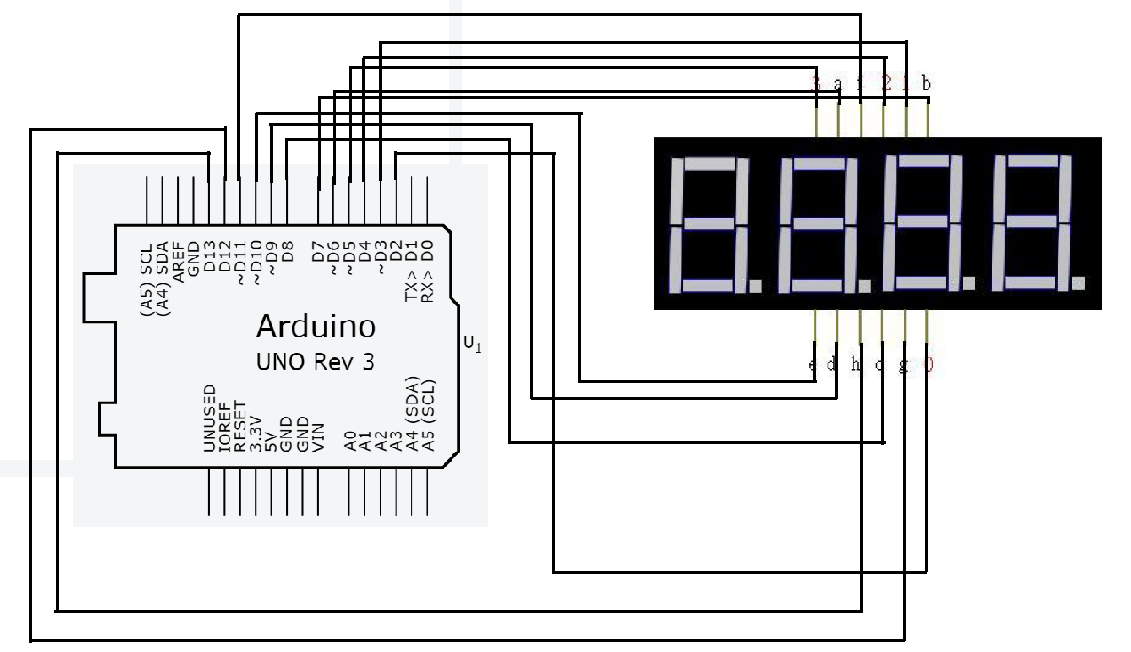 3 a f 2 1 b
(A5) SCL
(A4) SDA
AREF
GND
D13
D12
~D11
~D10
~D9
D8
D7
~D6
~D5
D4
~D3
D2
TX> D1
RX> D0
Arduino
UNO Rev 3
U1
e d h c g 0
UNUSED
IOREF
RESET
3.3V
5V
GND
GND
VIN
A0
A1
A2
A3
A4 (SDA)
A5 (SCL)